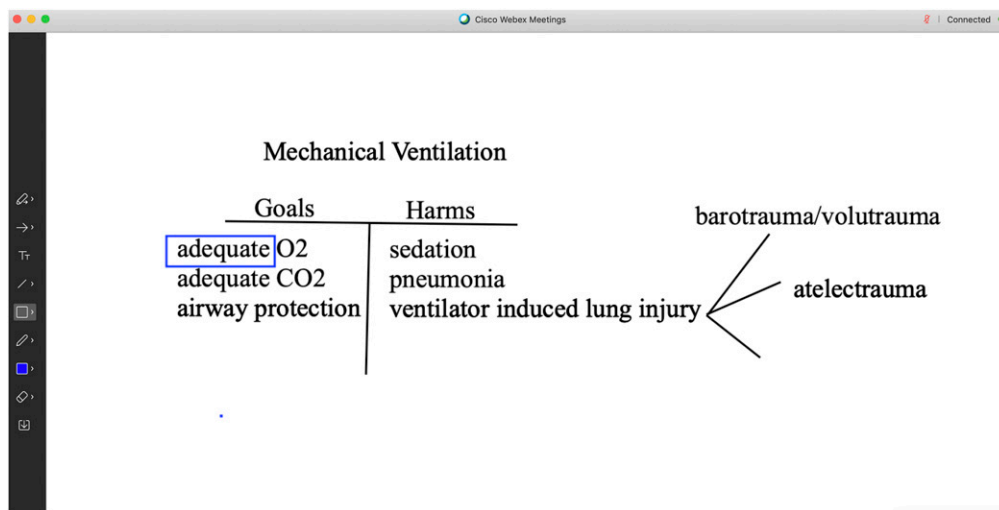 Cisco Webex Meetings
Connected
Mechanical Ventilation
Goals Harms
adequate O2 sedation
adequate CO2 pneumonia
airway protection ventilator induced lung injury
barotrauma/volutrauma
atelectrauma
TT